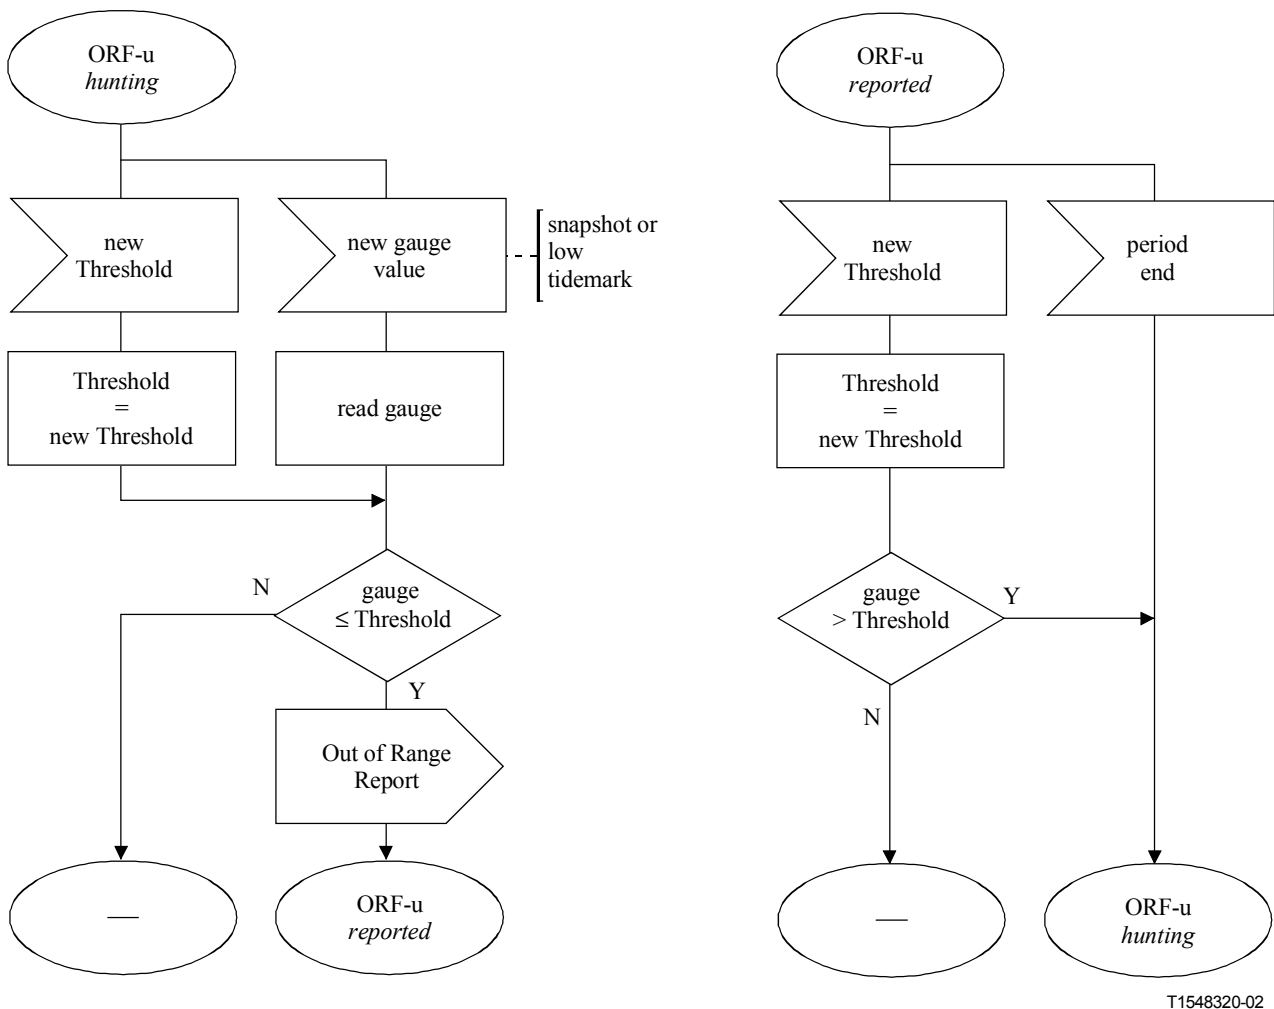 ORF-u
hunting
new
Threshold
new gauge
value
snapshot or
low
tidemark
Threshold
=
new Threshold
read gauge
gauge
≤ Threshold
N
Y
Out of Range
Report
—
ORF-u
reported
ORF-u
reported
new
Threshold
period
end
Threshold
=
new Threshold
gauge
> Threshold
Y
N
—
ORF-u
hunting
T1548320-02